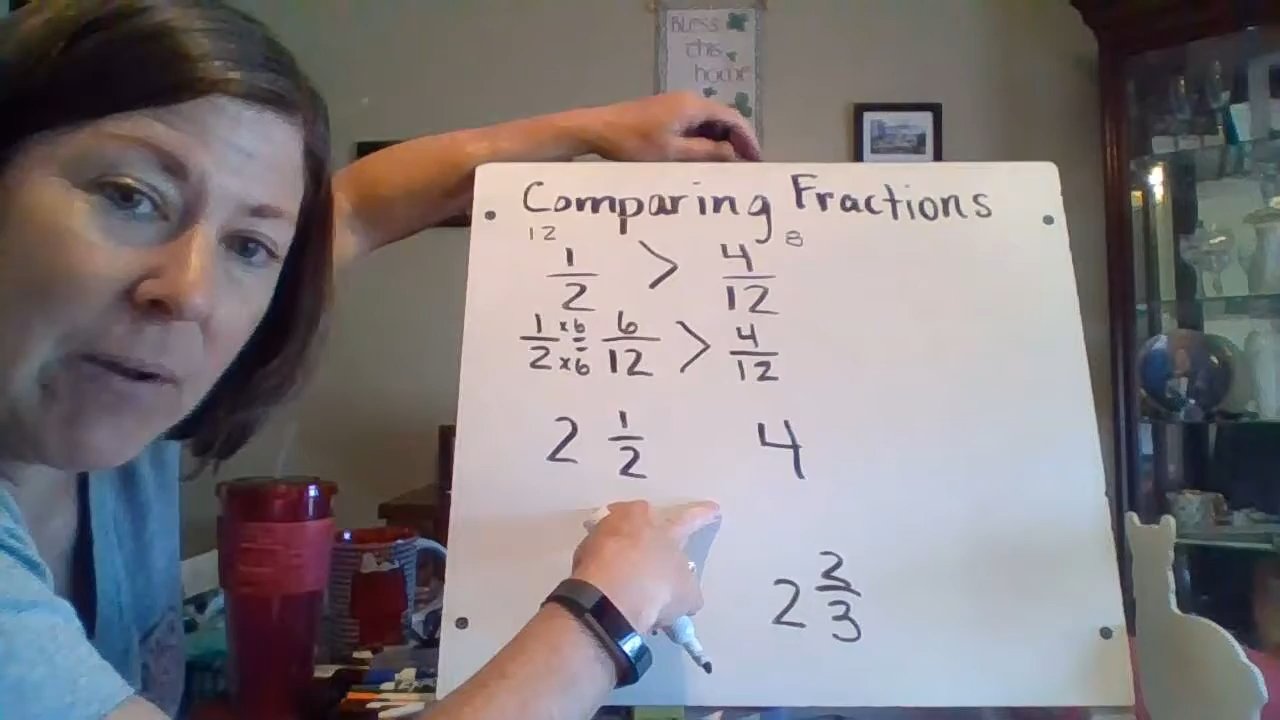 Bless
this
home
Comparing Fractions
12 8
1/2 > 4/12
1/2 ×6/×6 = 6/12 > 4/12
2 1/2 4
2 2/3